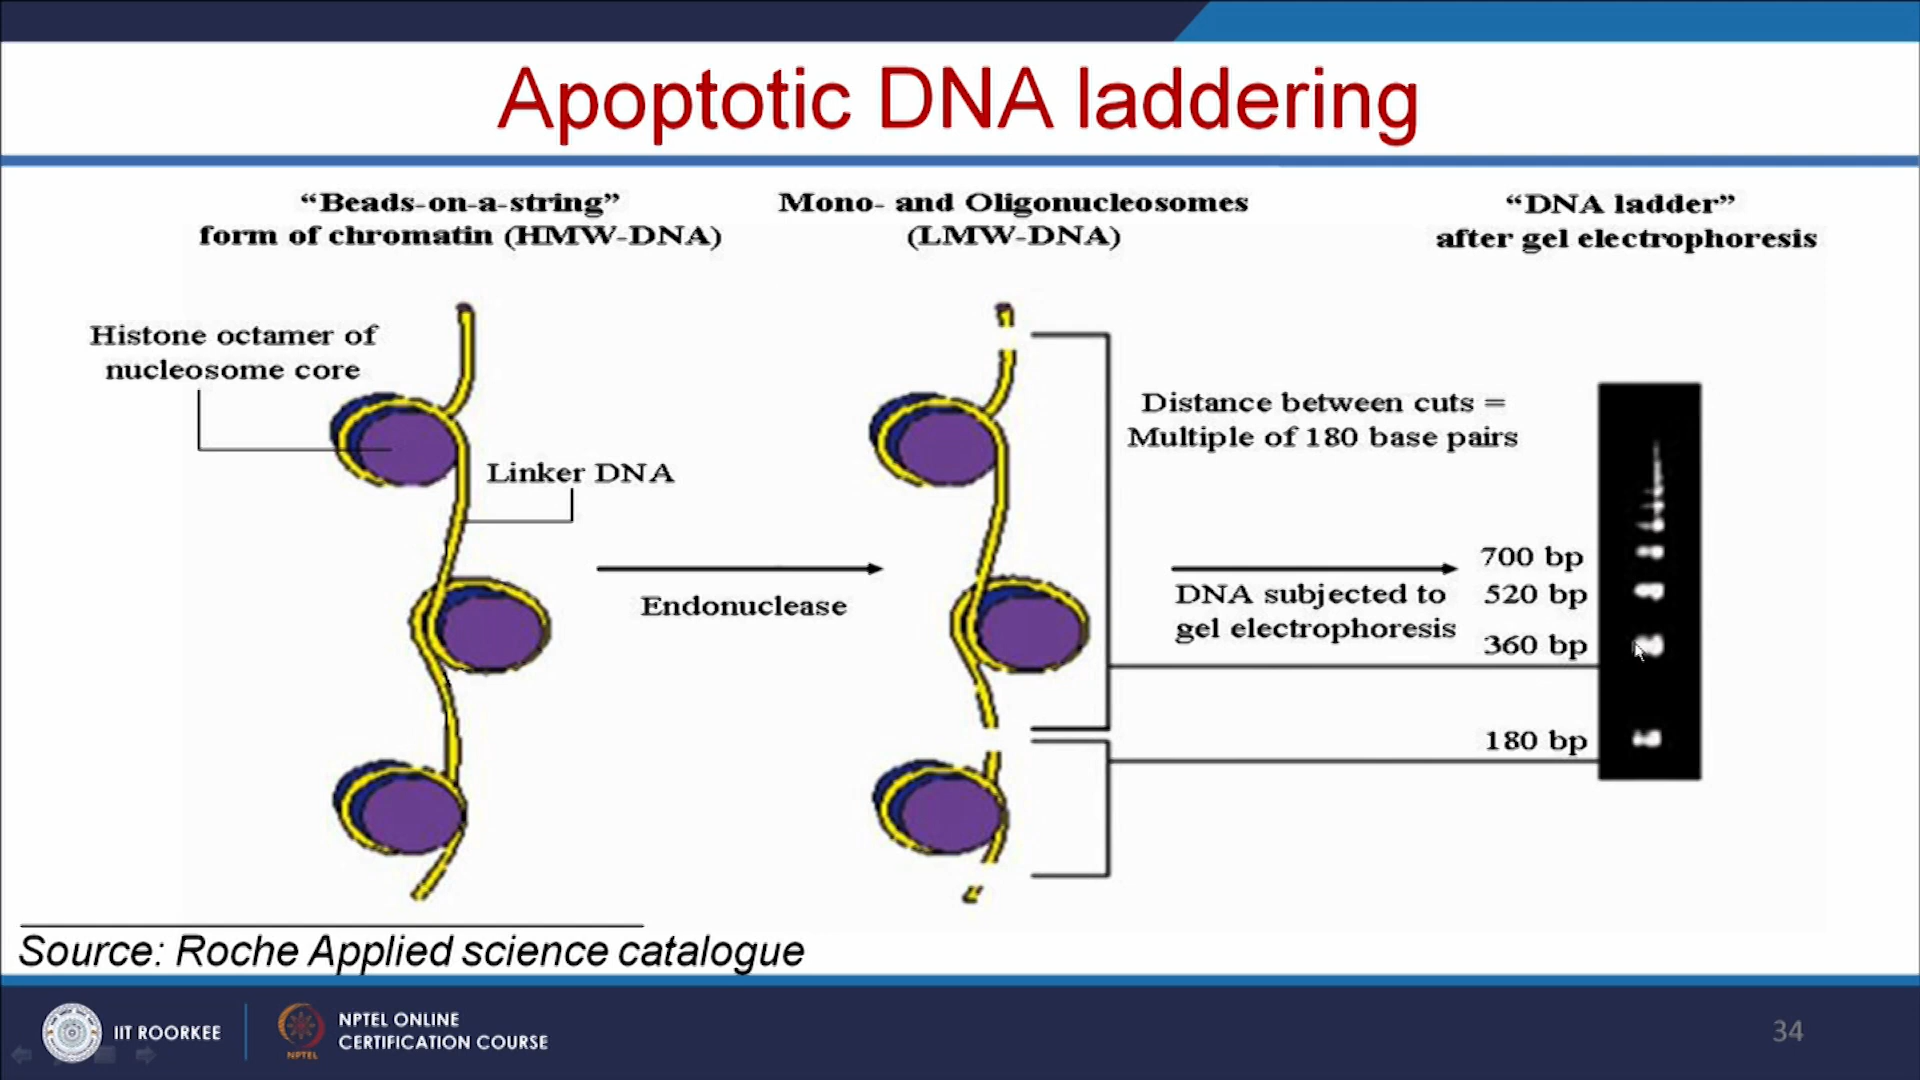 Apoptotic DNA laddering
“Beads-on-a-string”
form of chromatin (HMW-DNA)
Mono- and Oligonucleosomes
(LMW-DNA)
“DNA ladder”
after gel electrophoresis
Histone octamer of
nucleosome core
Linker DNA
Endonuclease
Distance between cuts =
Multiple of 180 base pairs
DNA subjected to
gel electrophoresis
700 bp
520 bp
360 bp
180 bp
Source: Roche Applied science catalogue
IIT ROORKEE
NPTEL
NPTEL ONLINE
CERTIFICATION COURSE
34